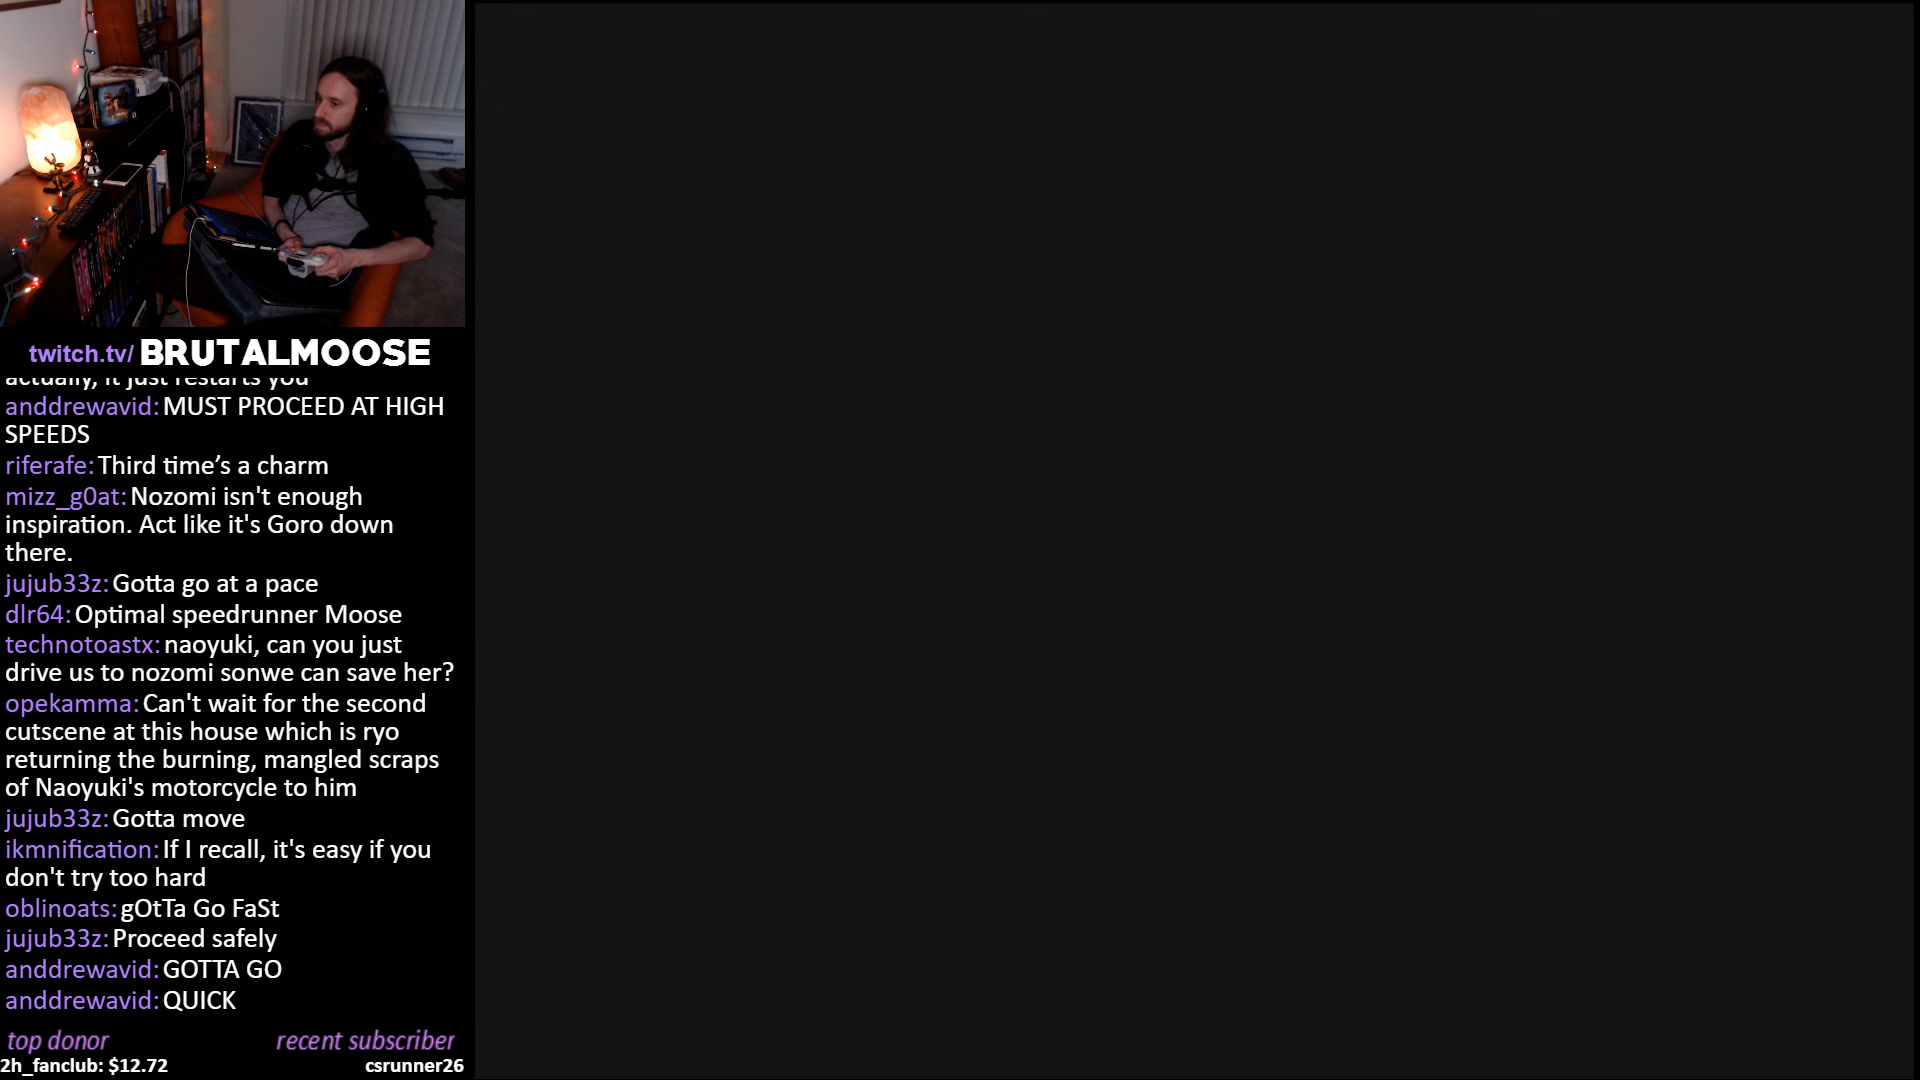 twitch.tv/ BRUTALMOOSE
actually, it just restarts you
anddrewavid: MUST PROCEED AT HIGH
SPEEDS
riferafe: Third time’s a charm
mizz_g0at: Nozomi isn't enough
inspiration. Act like it's Goro down
there.
jujub33z: Gotta go at a pace
dlr64: Optimal speedrunner Moose
technotoastx: naoyuki, can you just
drive us to nozomi sonwe can save her?
opekamma: Can't wait for the second
cutscene at this house which is ryo
returning the burning, mangled scraps
of Naoyuki's motorcycle to him
jujub33z: Gotta move
ikmnification: If I recall, it's easy if you
don't try too hard
oblinoats: gOtTa Go FaSt
jujub33z: Proceed safely
anddrewavid: GOTTA GO
anddrewavid: QUICK
top donor recent subscriber
2h_fanclub: $12.72 csrunner26